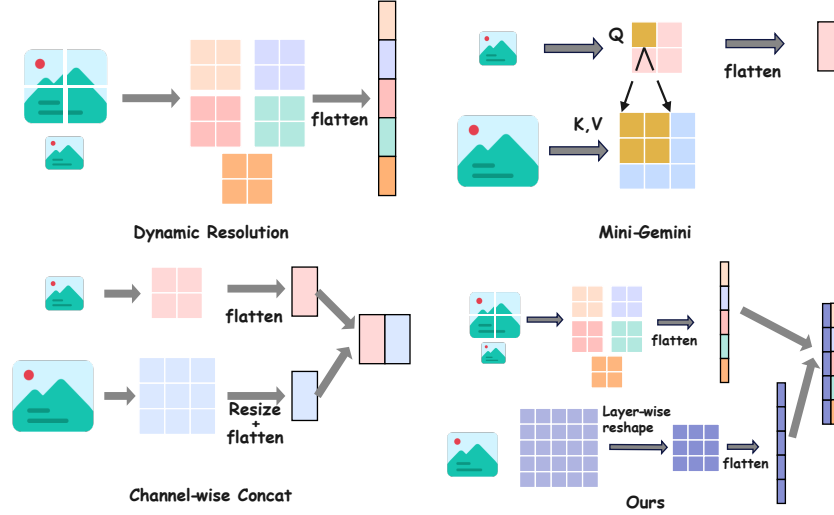 flatten
Dynamic Resolution
Q
flatten
K,V
Mini-Gemini
flatten
Resize
+
flatten
Channel-wise Concat
flatten
Layer-wise
reshape
flatten
Ours